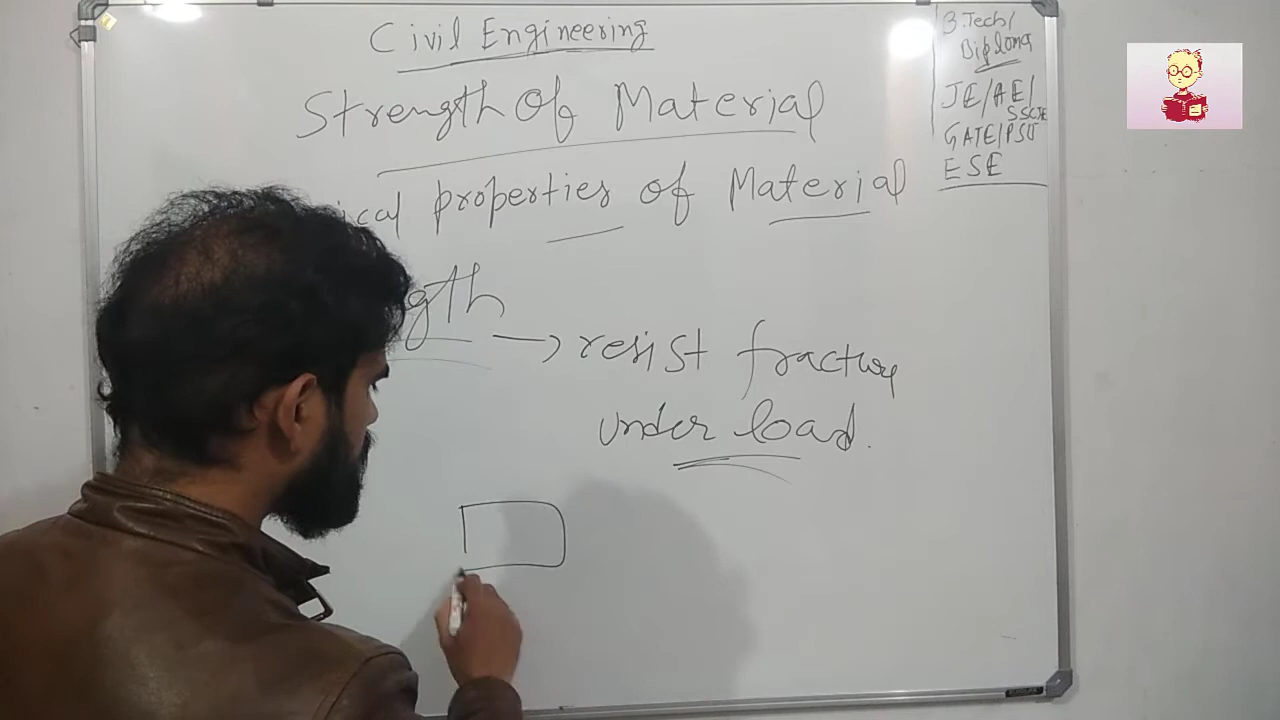 Civil Engineering
Strength Of Material
ical properties of Material
gth
→ resist fracture
under load.
B.Tech/
Diploma
JE/AE/
SSCJE
GATE/PSU
ESE